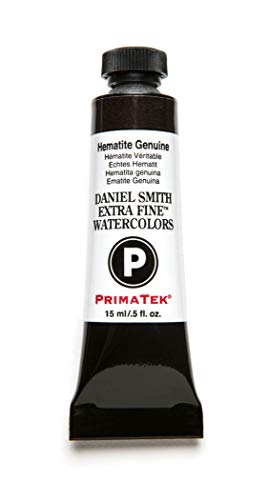 Hematite Genuine
Hématite Véritable
Echtes Hematit
Hematita genuina
Ematite Genuina
DANIEL SMITH
EXTRA FINE™
WATERCOLORS
P
PRIMATEK®
15 ml/.5 fl. oz.